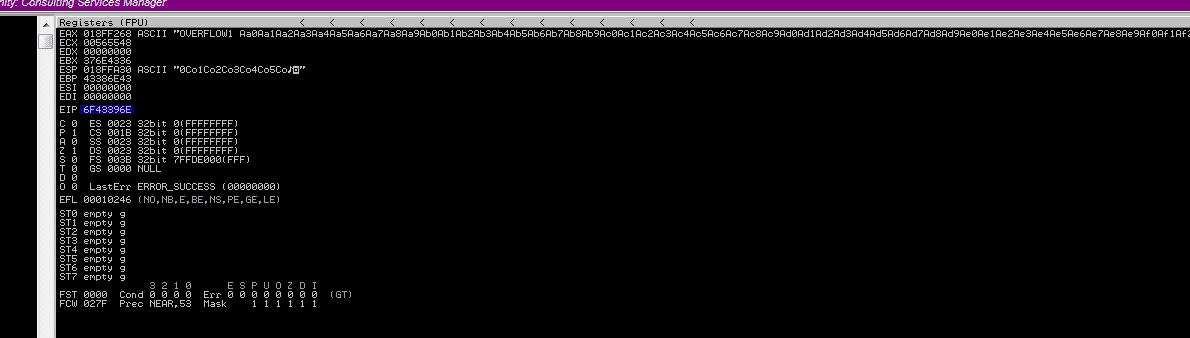 nity: Consulting Services Manager
Registers (FPU) < < < < < < < < < < < < < <
EAX 018FF268 ASCII "OVERFLOW1 Aa0Aa1Aa2Aa3Aa4Aa5Aa6Aa7Aa8Aa9Ab0Ab1Ab2Ab3Ab4Ab5Ab6Ab7Ab8Ab9Ac0Ac1Ac2Ac3Ac4Ac5Ac6Ac7Ac8Ac9Ad0Ad1Ad2Ad3Ad4Ad5Ad6Ad7Ad8Ad9Ae0Ae1Ae2Ae3Ae4Ae5Ae6Ae7Ae8Ae9Af0Af1Af2
ECX 00565548
EDX 00000000
EBX 376E4336
ESP 018FFA30 ASCII "0Co1Co2Co3Co4Co5Co♪◙"
EBP 43386E43
ESI 00000000
EDI 00000000
EIP 6F43396E
C 0 ES 0023 32bit 0(FFFFFFFF)
P 1 CS 001B 32bit 0(FFFFFFFF)
A 0 SS 0023 32bit 0(FFFFFFFF)
Z 1 DS 0023 32bit 0(FFFFFFFF)
S 0 FS 003B 32bit 7FFDE000(FFF)
T 0 GS 0000 NULL
D 0
O 0 LastErr ERROR_SUCCESS (00000000)
EFL 00010246 (NO,NB,E,BE,NS,PE,GE,LE)
ST0 empty g
ST1 empty g
ST2 empty g
ST3 empty g
ST4 empty g
ST5 empty g
ST6 empty g
ST7 empty g
3 2 1 0 E S P U O Z D I
FST 0000 Cond 0 0 0 0 Err 0 0 0 0 0 0 0 0 (GT)
FCW 027F Prec NEAR,53 Mask 1 1 1 1 1 1